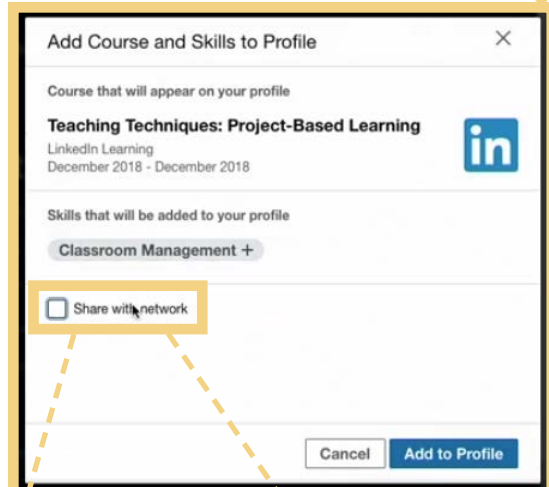 Add Course and Skills to Profile
Course that will appear on your profile
Teaching Techniques: Project-Based Learning
LinkedIn Learning
December 2018 - December 2018
in
Skills that will be added to your profile
Classroom Management +
Share with network
Cancel
Add to Profile